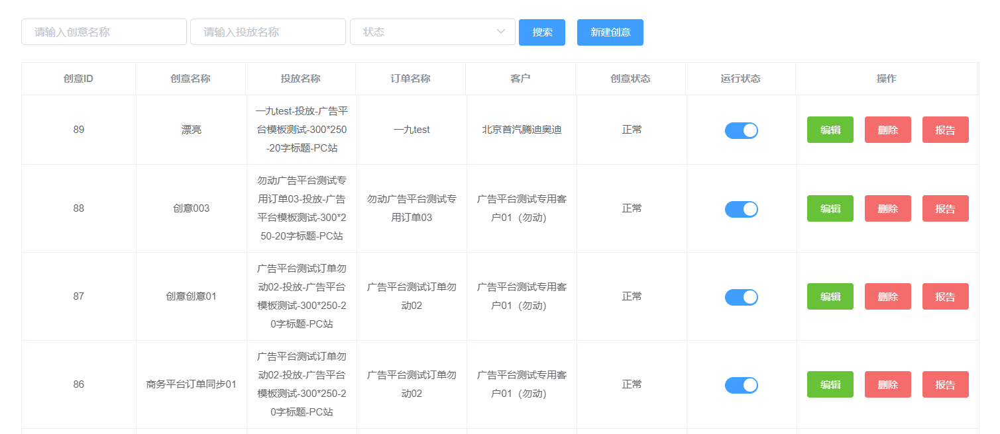 请输入创意名称 请输入投放名称 状态 搜索 新建创意
创意ID 创意名称 投放名称 订单名称 客户 创意状态 运行状态 操作
89
漂亮
一九test-投放-广告平
台模板测试-300*250
-20字标题-PC站
一九test
北京首汽腾迪奥迪
正常
编辑 删除 报告
88
创意003
勿动广告平台测试专
用订单03-投放-广告
平台模板测试-300*2
50-20字标题-PC站
勿动广告平台测试专
用订单03
广告平台测试专用客
户01（勿动）
正常
编辑 删除 报告
87
创意创意01
广告平台测试订单勿
动02-投放-广告平台
模板测试-300*250-2
0字标题-PC站
广告平台测试订单勿
动02
广告平台测试专用客
户01（勿动）
正常
编辑 删除 报告
86
商务平台订单同步01
广告平台测试订单勿
动02-投放-广告平台
模板测试-300*250-2
0字标题-PC站
广告平台测试订单勿
动02
广告平台测试专用客
户01（勿动）
正常
编辑 删除 报告